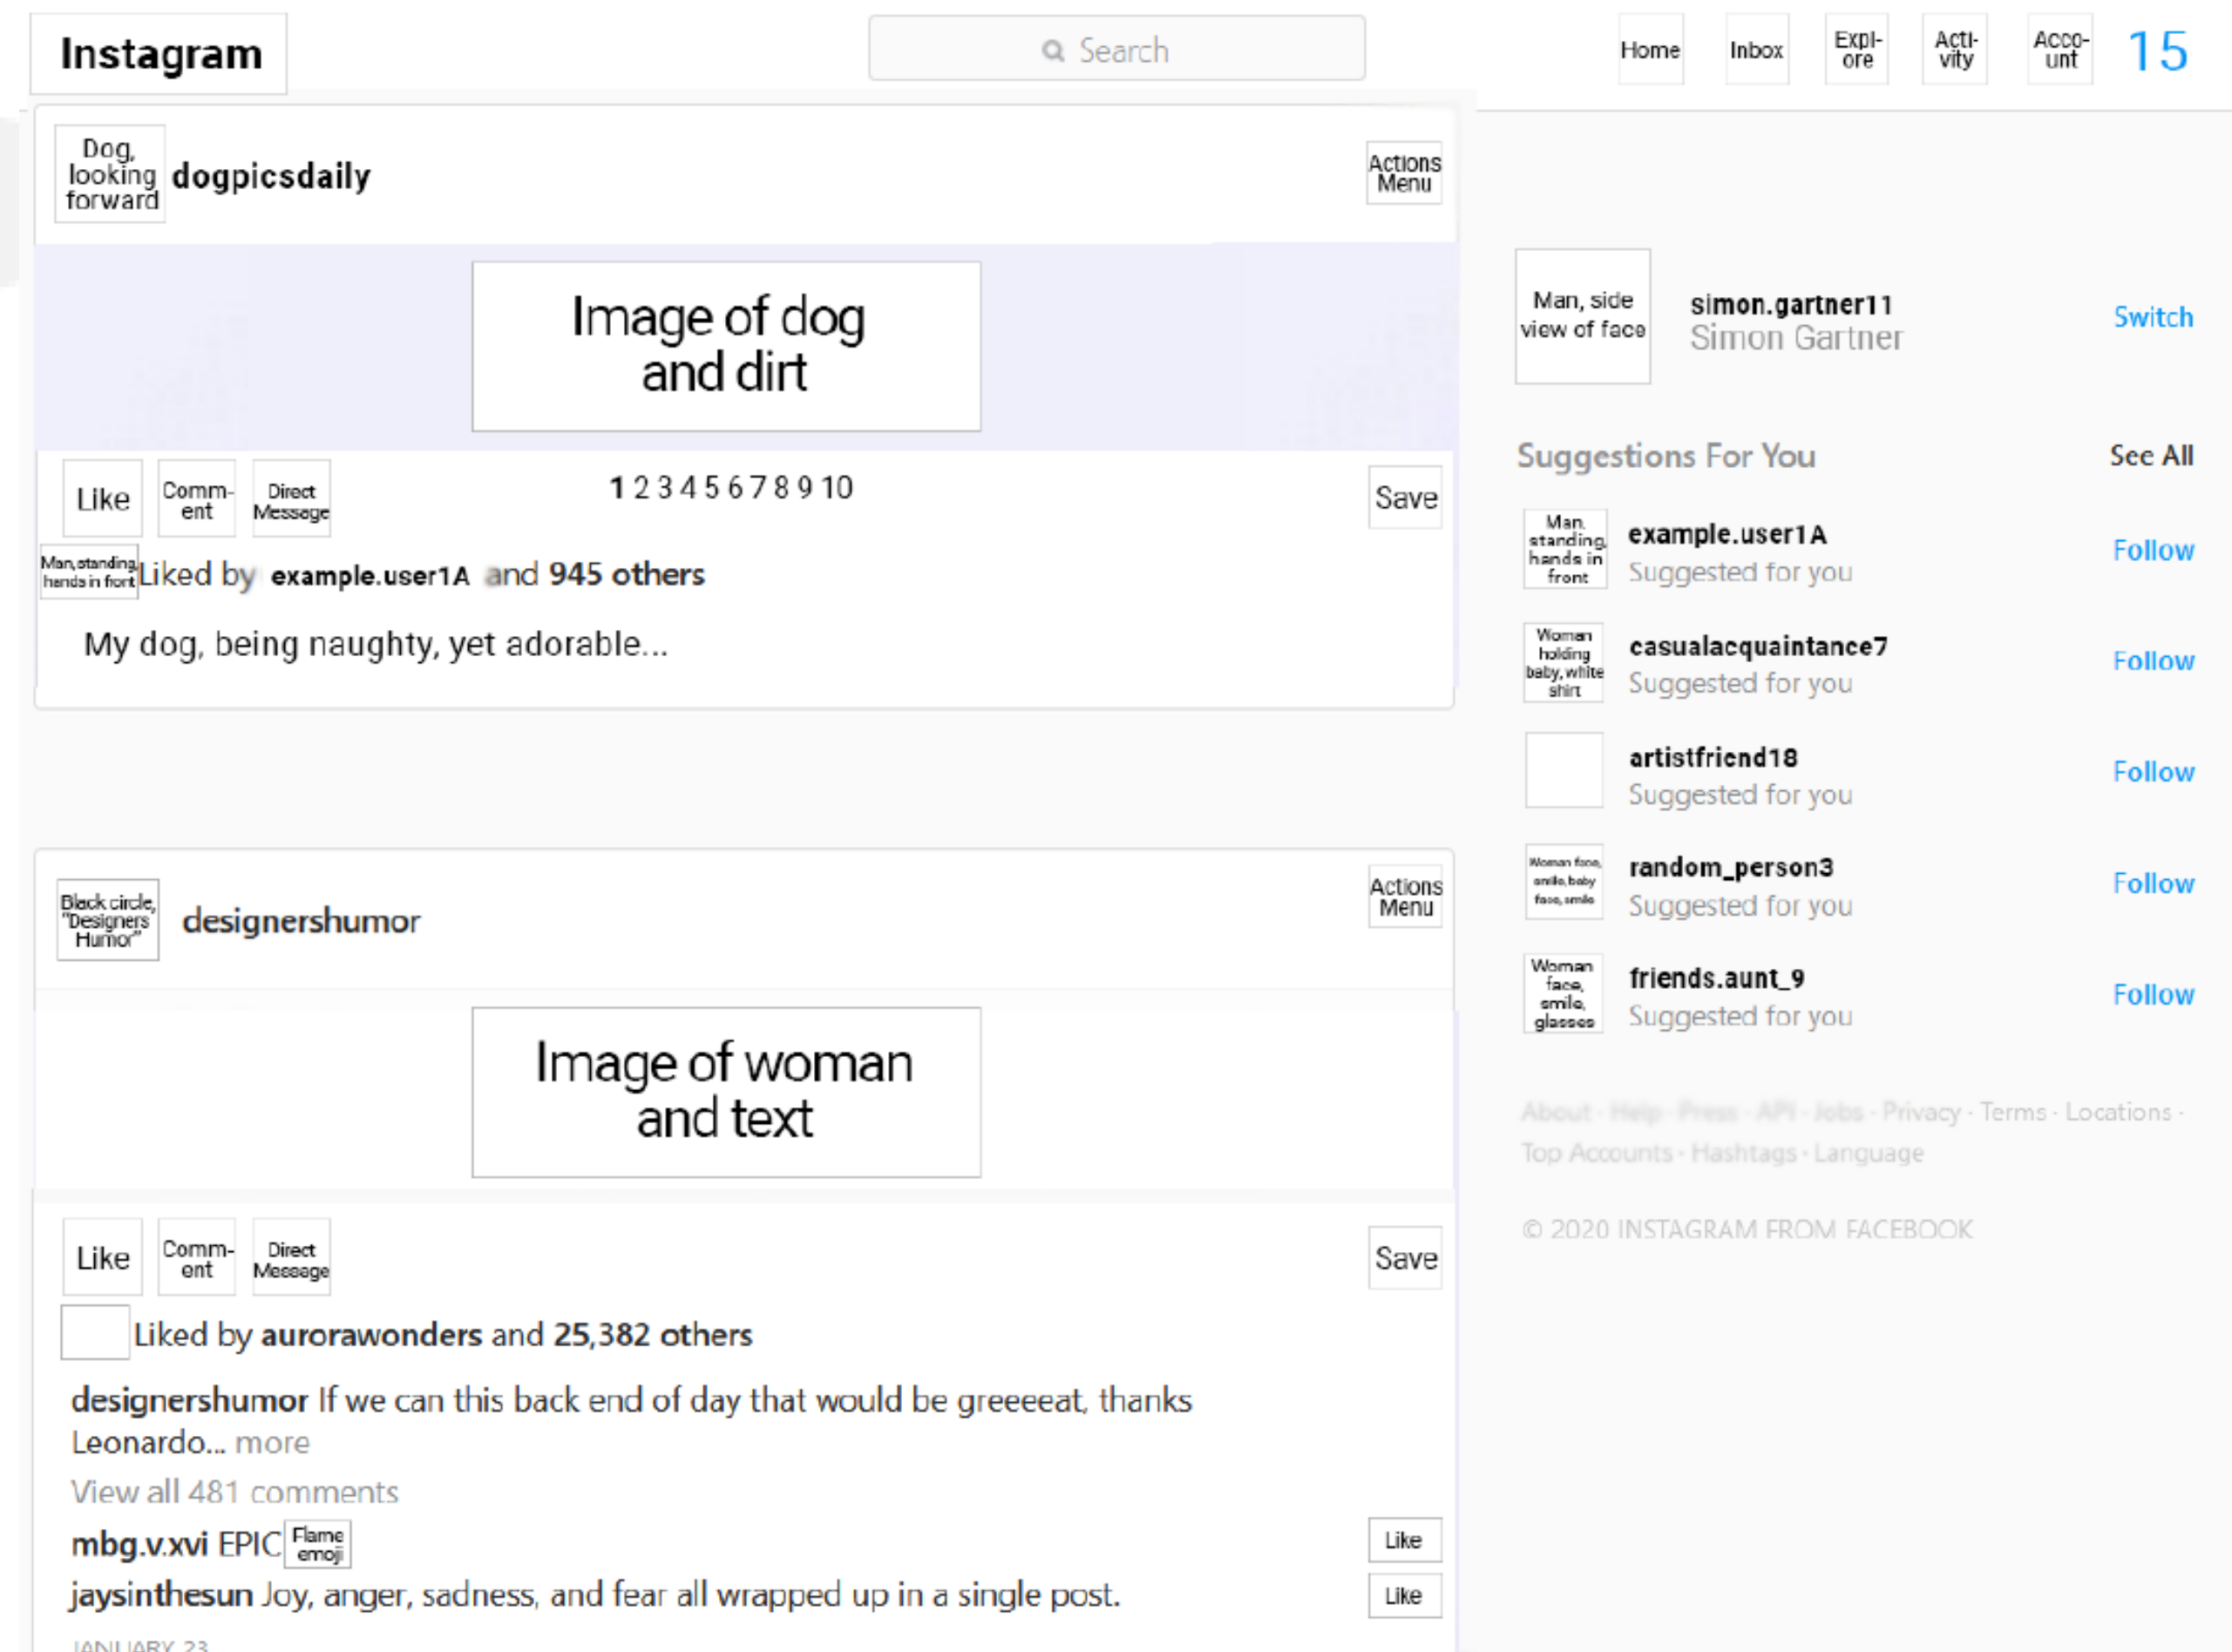 Instagram
Search
Home
Inbox
Expl-
ore
Acti-
vity
Acco-
unt
15
Dog,
looking
forward
dogpicsdaily
Actions
Menu
Image of dog
and dirt
Like
Comm-
ent
Direct
Message
1 2 3 4 5 6 7 8 9 10
Save
Man, standing,
hands in front
Liked by example.user1A and 945 others
My dog, being naughty, yet adorable...
Black circle,
"Designers
Humor"
designershumor
Actions
Menu
Image of woman
and text
Like
Comm-
ent
Direct
Message
Save
Liked by aurorawonders and 25,382 others
designershumor If we can this back end of day that would be greeeeat, thanks
Leonardo... more
View all 481 comments
mbg.v.xvi EPIC
Flame
emoji
Like
jaysinthesun Joy, anger, sadness, and fear all wrapped up in a single post.
Like
JANUARY 23
Man, side
view of face
simon.gartner11
Simon Gartner
Switch
Suggestions For You
See All
Man,
standing,
hands in
front
example.user1A
Suggested for you
Follow
Woman
holding
baby, white
shirt
casualacquaintance7
Suggested for you
Follow
artistfriend18
Suggested for you
Follow
Woman face,
smile, baby
face, smile
random_person3
Suggested for you
Follow
Woman
face,
smile,
glasses
friends.aunt_9
Suggested for you
Follow
About · Help · Press · API · Jobs · Privacy · Terms · Locations ·
Top Accounts · Hashtags · Language
© 2020 INSTAGRAM FROM FACEBOOK